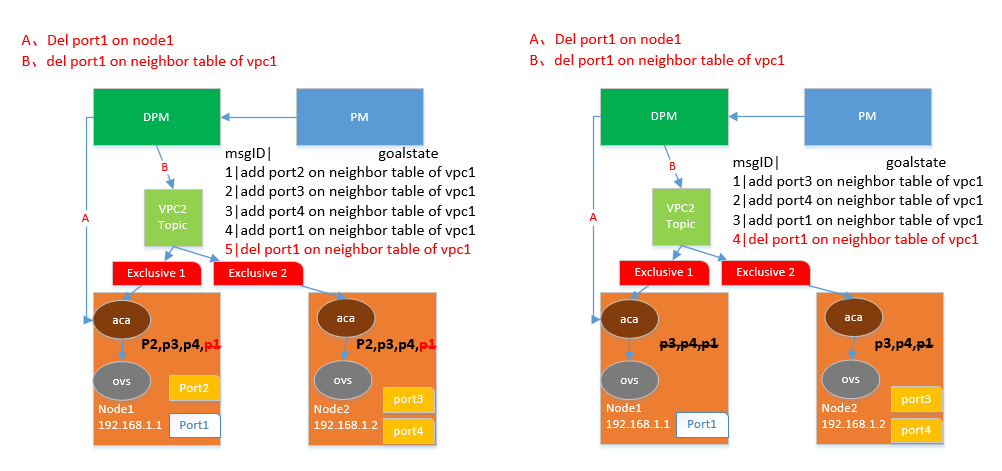 A、Del port1 on node1
B、del port1 on neighbor table of vpc1
DPM
PM
B
A
msgID| goalstate
1|add port2 on neighbor table of vpc1
2|add port3 on neighbor table of vpc1
3|add port4 on neighbor table of vpc1
4|add port1 on neighbor table of vpc1
5|del port1 on neighbor table of vpc1
VPC2
Topic
Exclusive 1
Exclusive 2
aca
P2,p3,p4,p1
ovs
Port2
Node1
192.168.1.1
Port1
aca
P2,p3,p4,p1
ovs
port3
Node2
192.168.1.2
port4
A、Del port1 on node1
B、del port1 on neighbor table of vpc1
DPM
PM
B
A
msgID| goalstate
1|add port3 on neighbor table of vpc1
2|add port4 on neighbor table of vpc1
3|add port1 on neighbor table of vpc1
4|del port1 on neighbor table of vpc1
VPC2
Topic
Exclusive 1
Exclusive 2
aca
p3,p4,p1
ovs
Node1
192.168.1.1
Port1
aca
p3,p4,p1
ovs
port3
Node2
192.168.1.2
port4